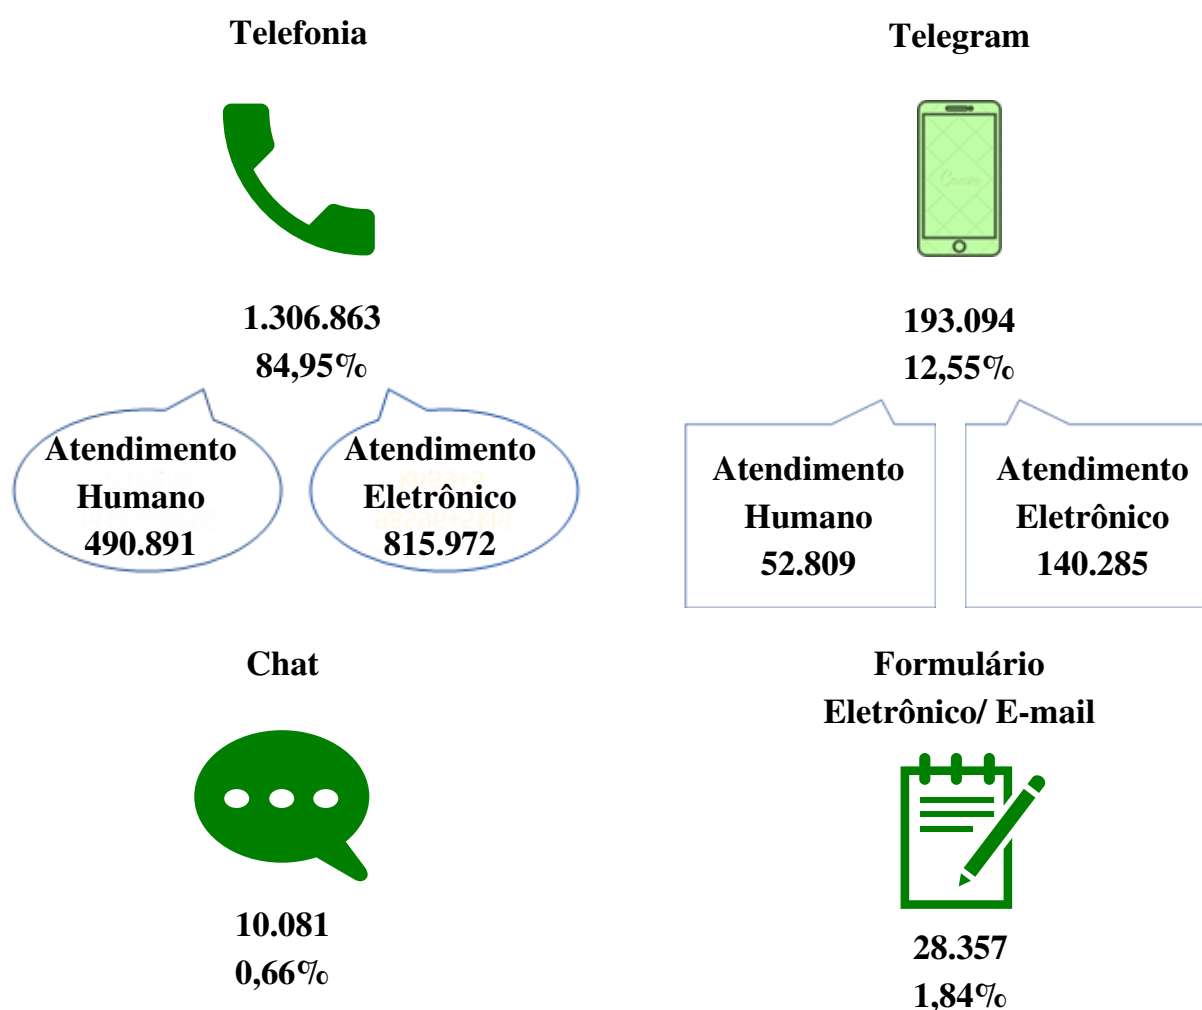 Telefonia
1.306.863
84,95%
Atendimento
Humano
490.891
Atendimento
Eletrônico
815.972
Telegram
Canva
193.094
12,55%
Atendimento
Humano
52.809
Atendimento
Eletrônico
140.285
Chat
10.081
0,66%
Formulário
Eletrônico/ E-mail
28.357
1,84%